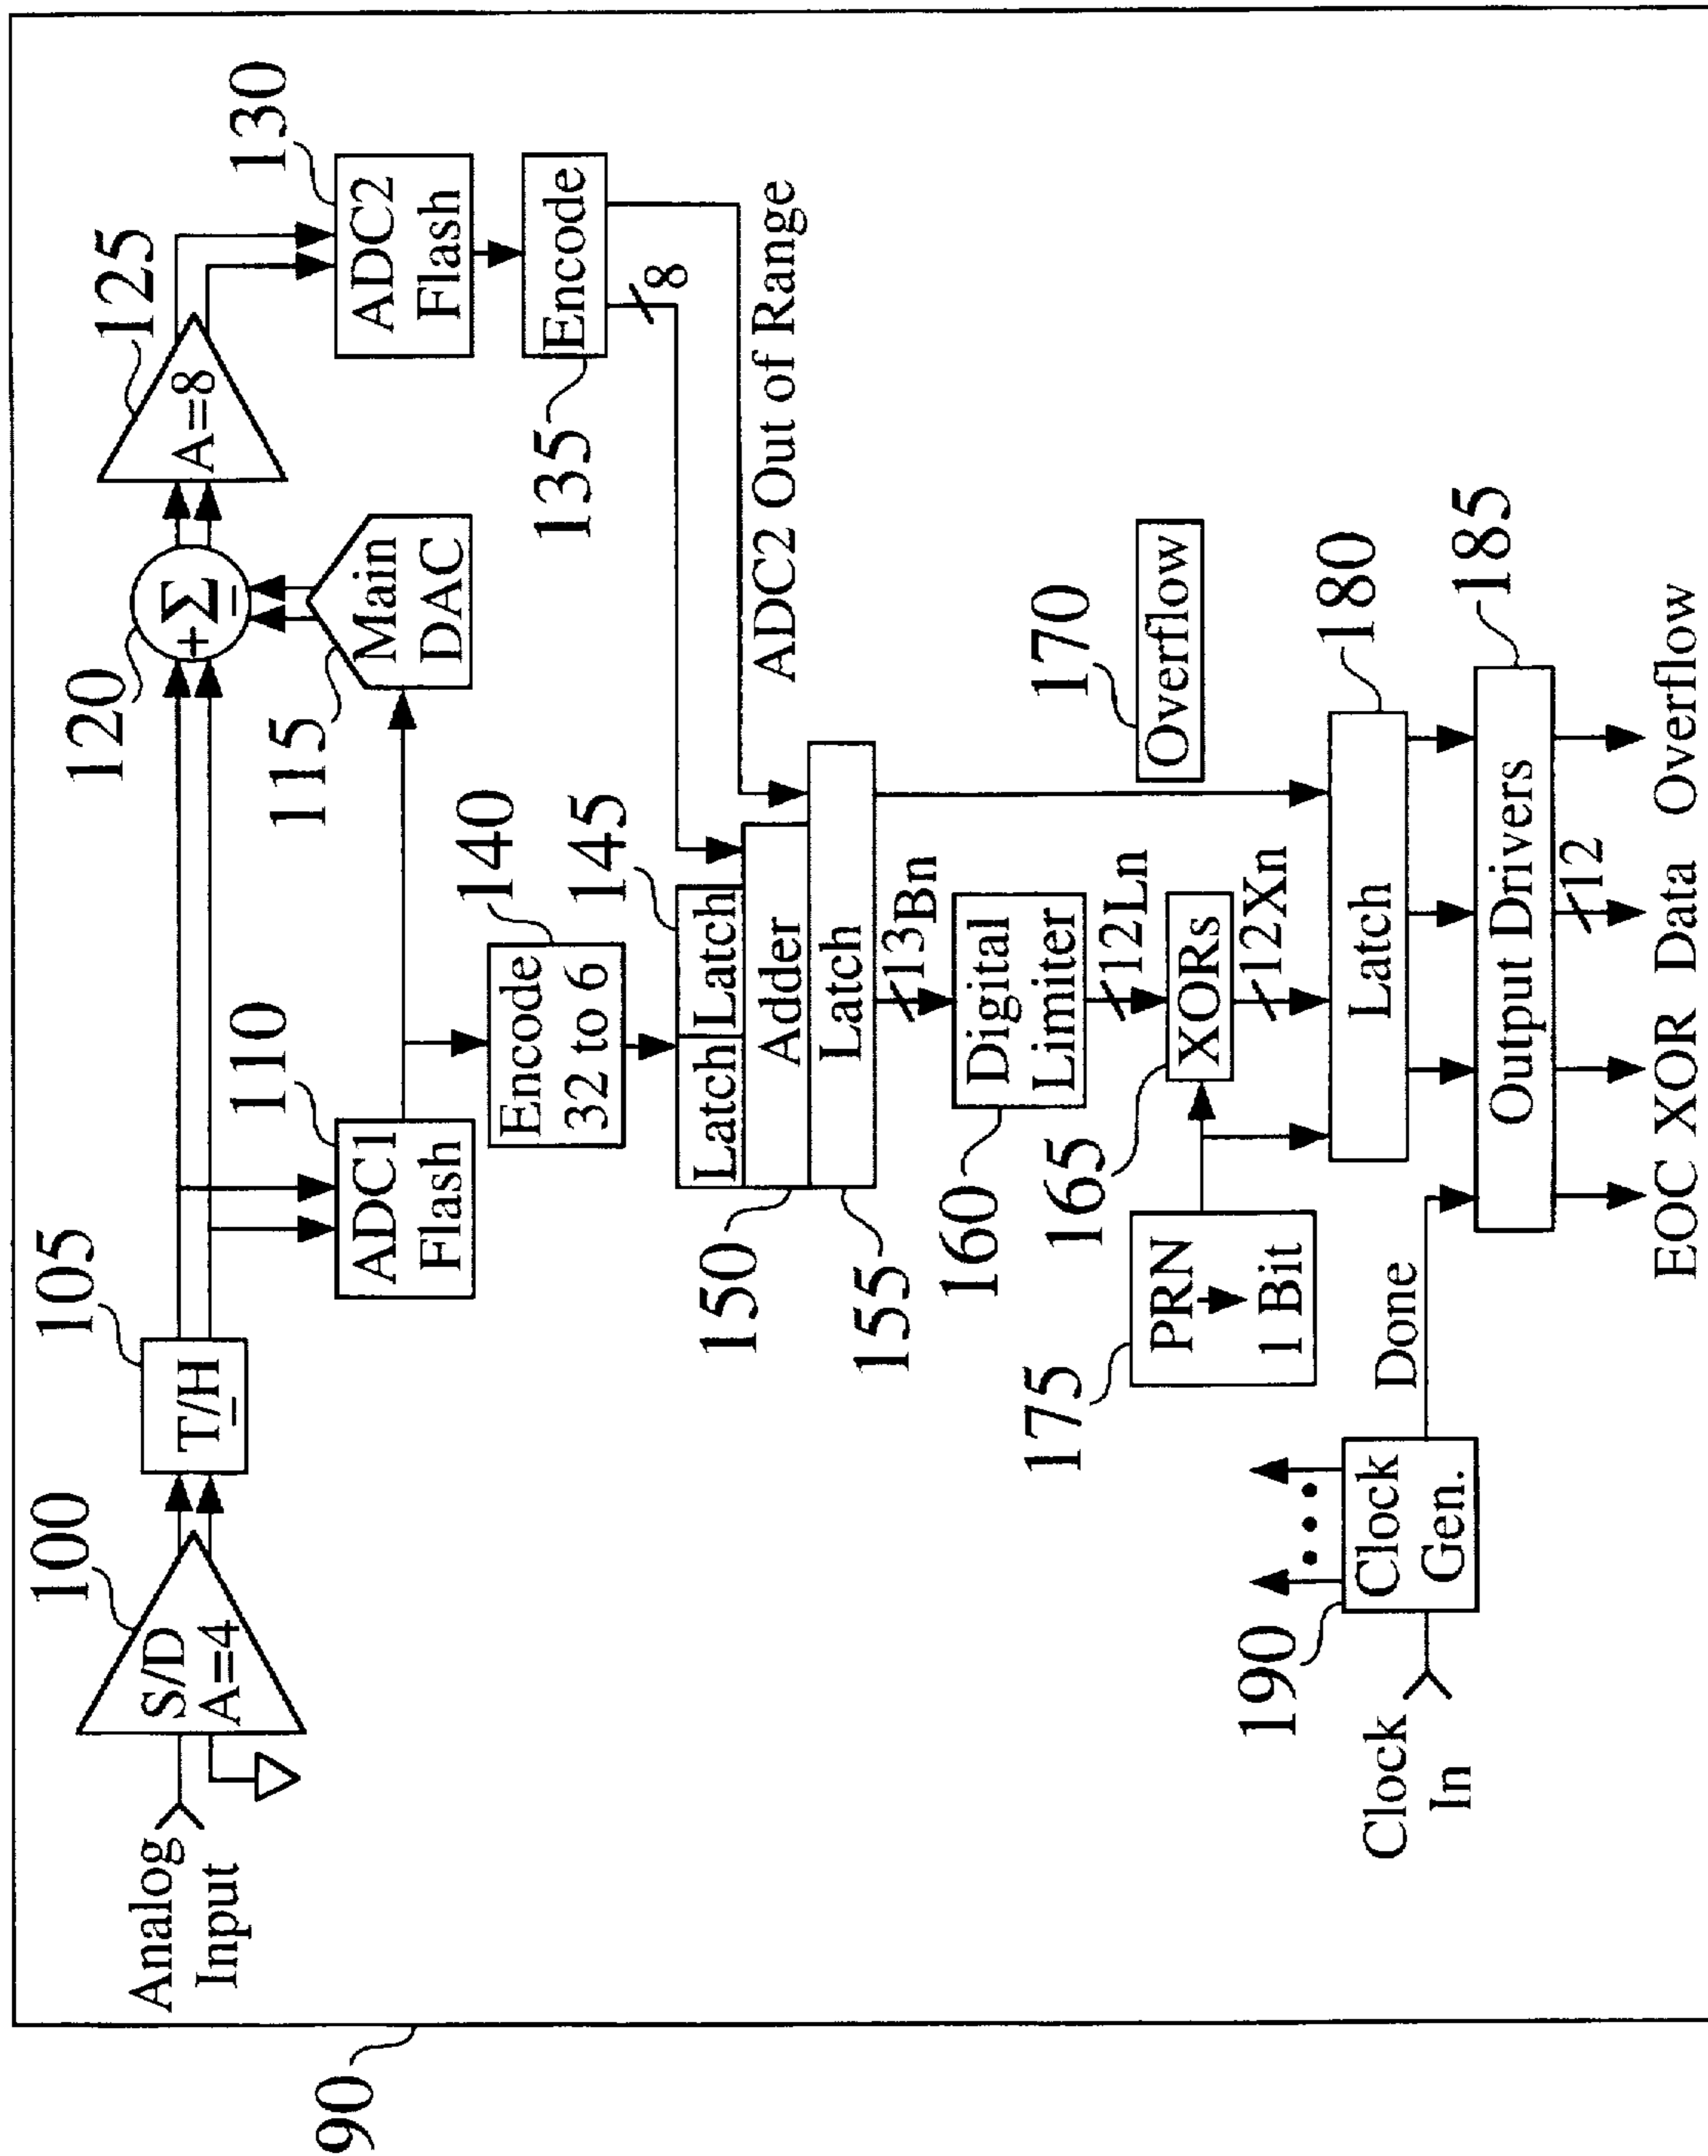 90
Analog
Input
100
S/D
A=4
105
T/H
110
ADC1
Flash
120
+ Σ -
115
Main
DAC
125
A=8
130
ADC2
Flash
135
Encode
8
ADC2 Out of Range
140
Encode
32 to 6
145
Latch
Latch
150
Adder
155
Latch
13Bn
160
Digital
Limiter
12Ln
165
XORs
12Xn
170
Overflow
175
PRN
1 Bit
180
Latch
185
Output Drivers
12
190
Clock
Gen.
Clock
In
Done
EOC XOR Data Overflow